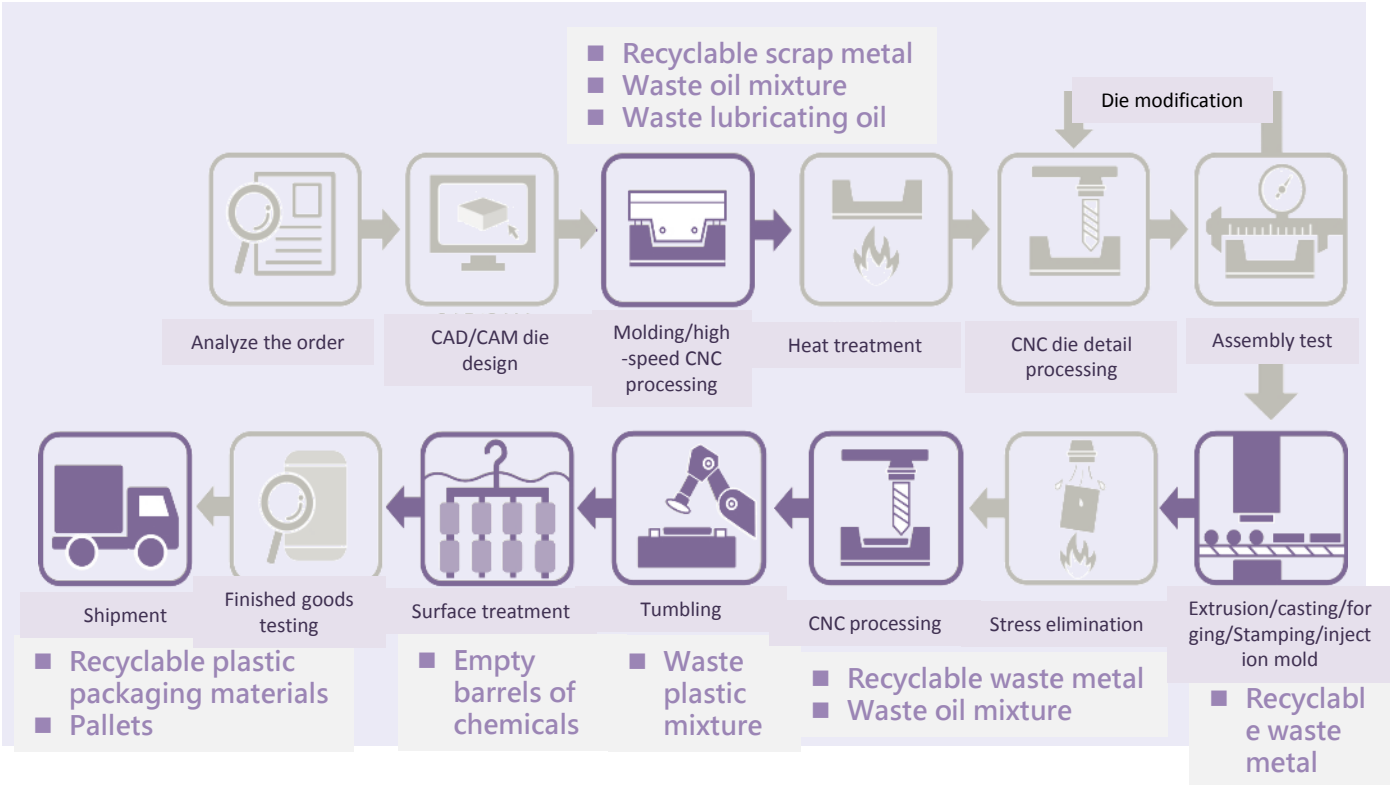 ■ Recyclable scrap metal
■ Waste oil mixture
■ Waste lubricating oil
Die modification
Analyze the order
CAD/CAM die
design
Molding/high
-speed CNC
processing
Heat treatment
CNC die detail
processing
Assembly test
Shipment
Finished goods
testing
Surface treatment
Tumbling
CNC processing
Stress elimination
Extrusion/casting/for
ging/Stamping/inject
ion mold
■ Recyclable plastic
packaging materials
■ Pallets
■ Empty
barrels of
chemicals
■ Waste
plastic
mixture
■ Recyclable waste metal
■ Waste oil mixture
■ Recyclabl
e waste
metal